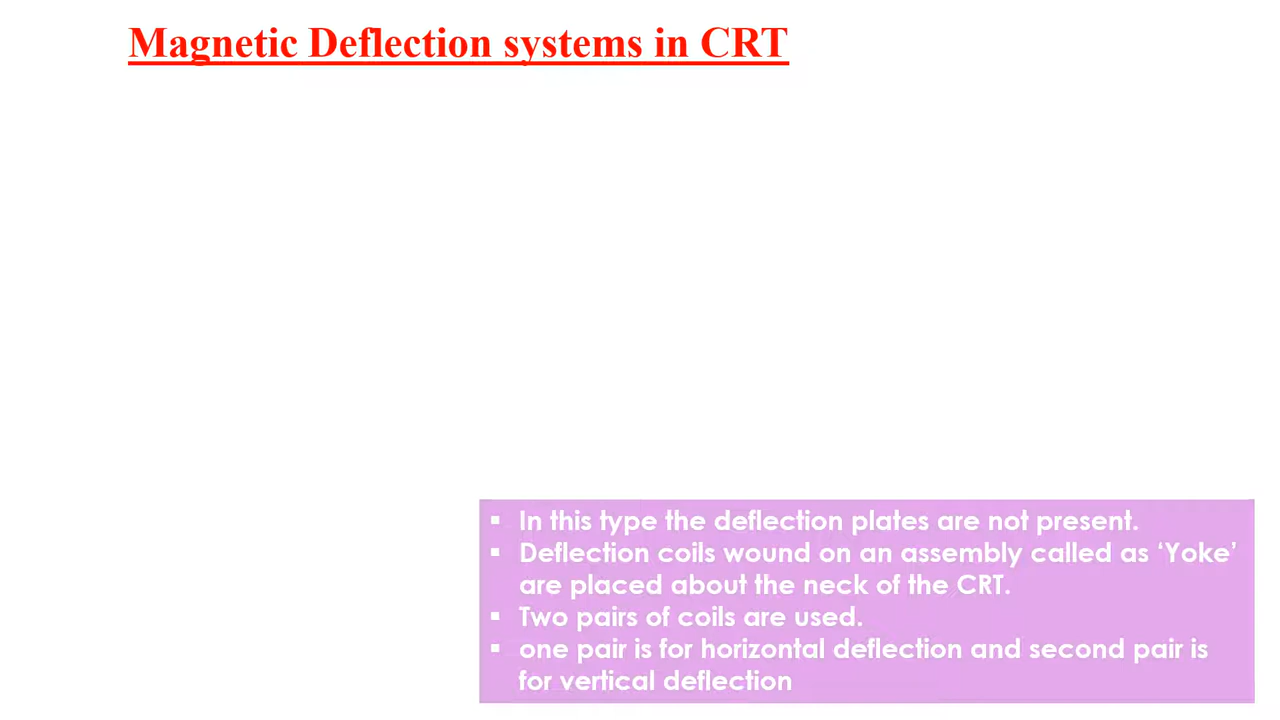 Magnetic Deflection systems in CRT
▪ In this type the deflection plates are not present.
▪ Deflection coils wound on an assembly called as ‘Yoke’
are placed about the neck of the CRT.
▪ Two pairs of coils are used.
▪ one pair is for horizontal deflection and second pair is
for vertical deflection